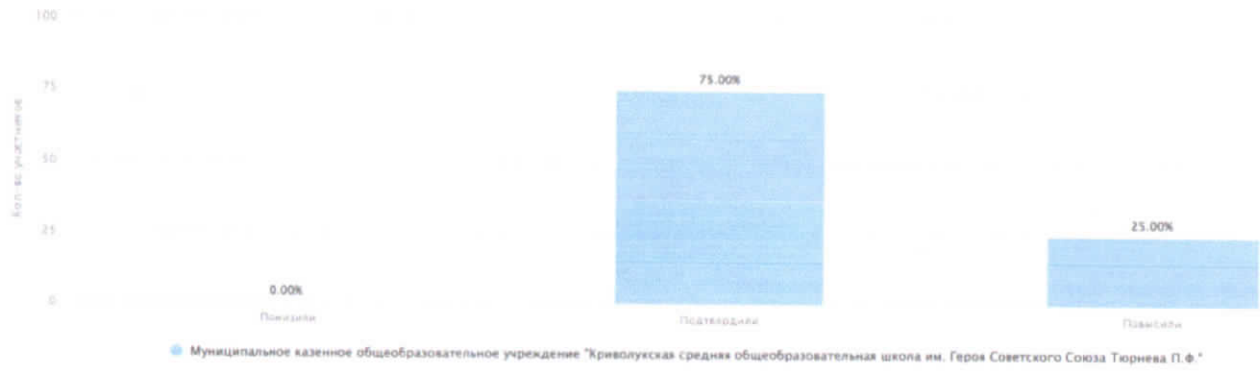 100
75
50
25
0
Кол-во участников
0.00%
75.00%
25.00%
Понизили
Подтвердили
Повысили
Муниципальное казенное общеобразовательное учреждение "Криволукская средняя общеобразовательная школа им. Героя Советского Союза Тюрнева П.Ф."